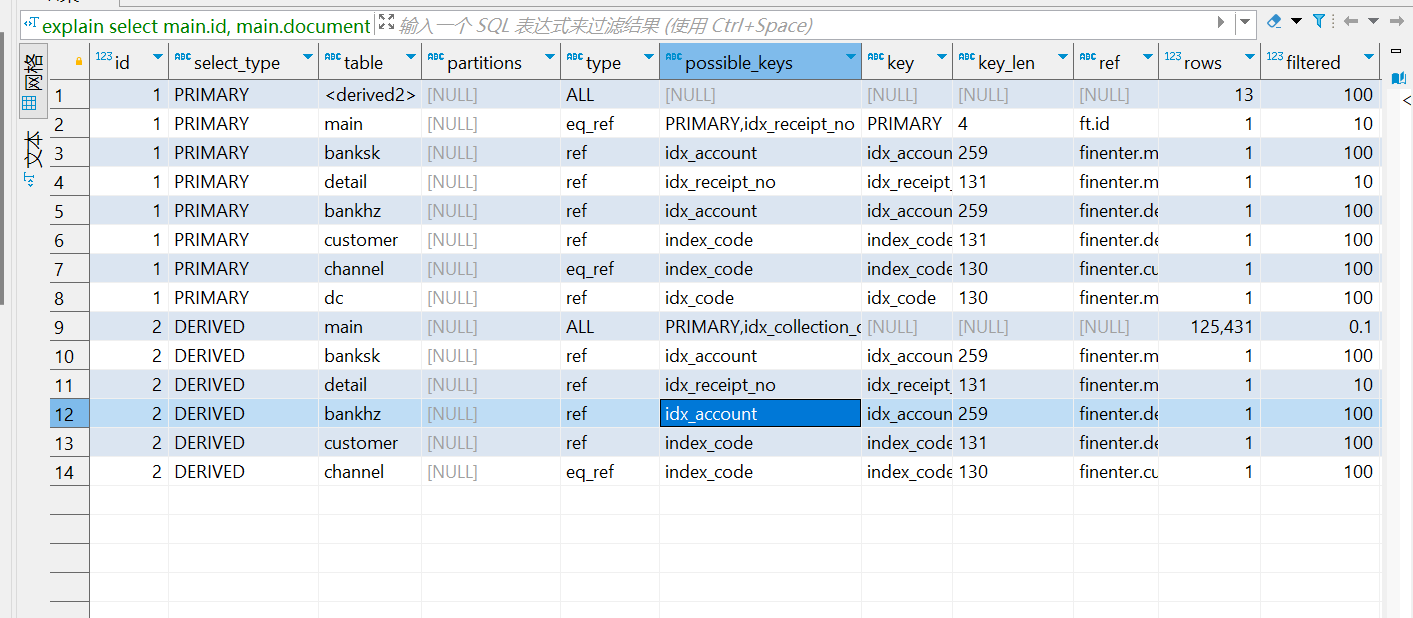 explain select main.id, main.document 输入一个 SQL 表达式来过滤结果 (使用 Ctrl+Space)
网格
文本
123 id ABC select_type ABC table ABC partitions ABC type ABC possible_keys ABC key ABC key_len ABC ref 123 rows 123 filtered
1 1 PRIMARY <derived2> [NULL] ALL [NULL] [NULL] [NULL] [NULL] 13 100
2 1 PRIMARY main [NULL] eq_ref PRIMARY,idx_receipt_no PRIMARY 4 ft.id 1 10
3 1 PRIMARY banksk [NULL] ref idx_account idx_accoun 259 finenter.m 1 100
4 1 PRIMARY detail [NULL] ref idx_receipt_no idx_receipt_ 131 finenter.m 1 10
5 1 PRIMARY bankhz [NULL] ref idx_account idx_accoun 259 finenter.de 1 100
6 1 PRIMARY customer [NULL] ref index_code index_code 131 finenter.de 1 100
7 1 PRIMARY channel [NULL] eq_ref index_code index_code 130 finenter.cu 1 100
8 1 PRIMARY dc [NULL] ref idx_code idx_code 130 finenter.m 1 100
9 2 DERIVED main [NULL] ALL PRIMARY,idx_collection_c [NULL] [NULL] [NULL] 125,431 0.1
10 2 DERIVED banksk [NULL] ref idx_account idx_accoun 259 finenter.m 1 100
11 2 DERIVED detail [NULL] ref idx_receipt_no idx_receipt_ 131 finenter.m 1 10
12 2 DERIVED bankhz [NULL] ref idx_account idx_accoun 259 finenter.de 1 100
13 2 DERIVED customer [NULL] ref index_code index_code 131 finenter.de 1 100
14 2 DERIVED channel [NULL] eq_ref index_code index_code 130 finenter.cu 1 100